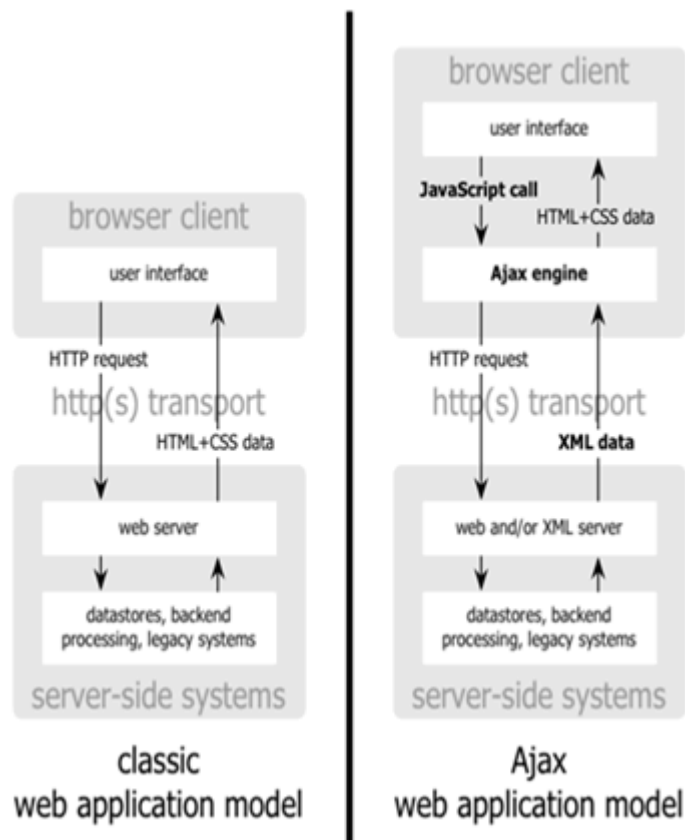 browser client
user interface
HTTP request
http(s) transport
HTML+CSS data
web server
datastores, backend
processing, legacy systems
server-side systems
classic
web application model
browser client
user interface
JavaScript call
HTML+CSS data
Ajax engine
HTTP request
http(s) transport
XML data
web and/or XML server
datastores, backend
processing, legacy systems
server-side systems
Ajax
web application model